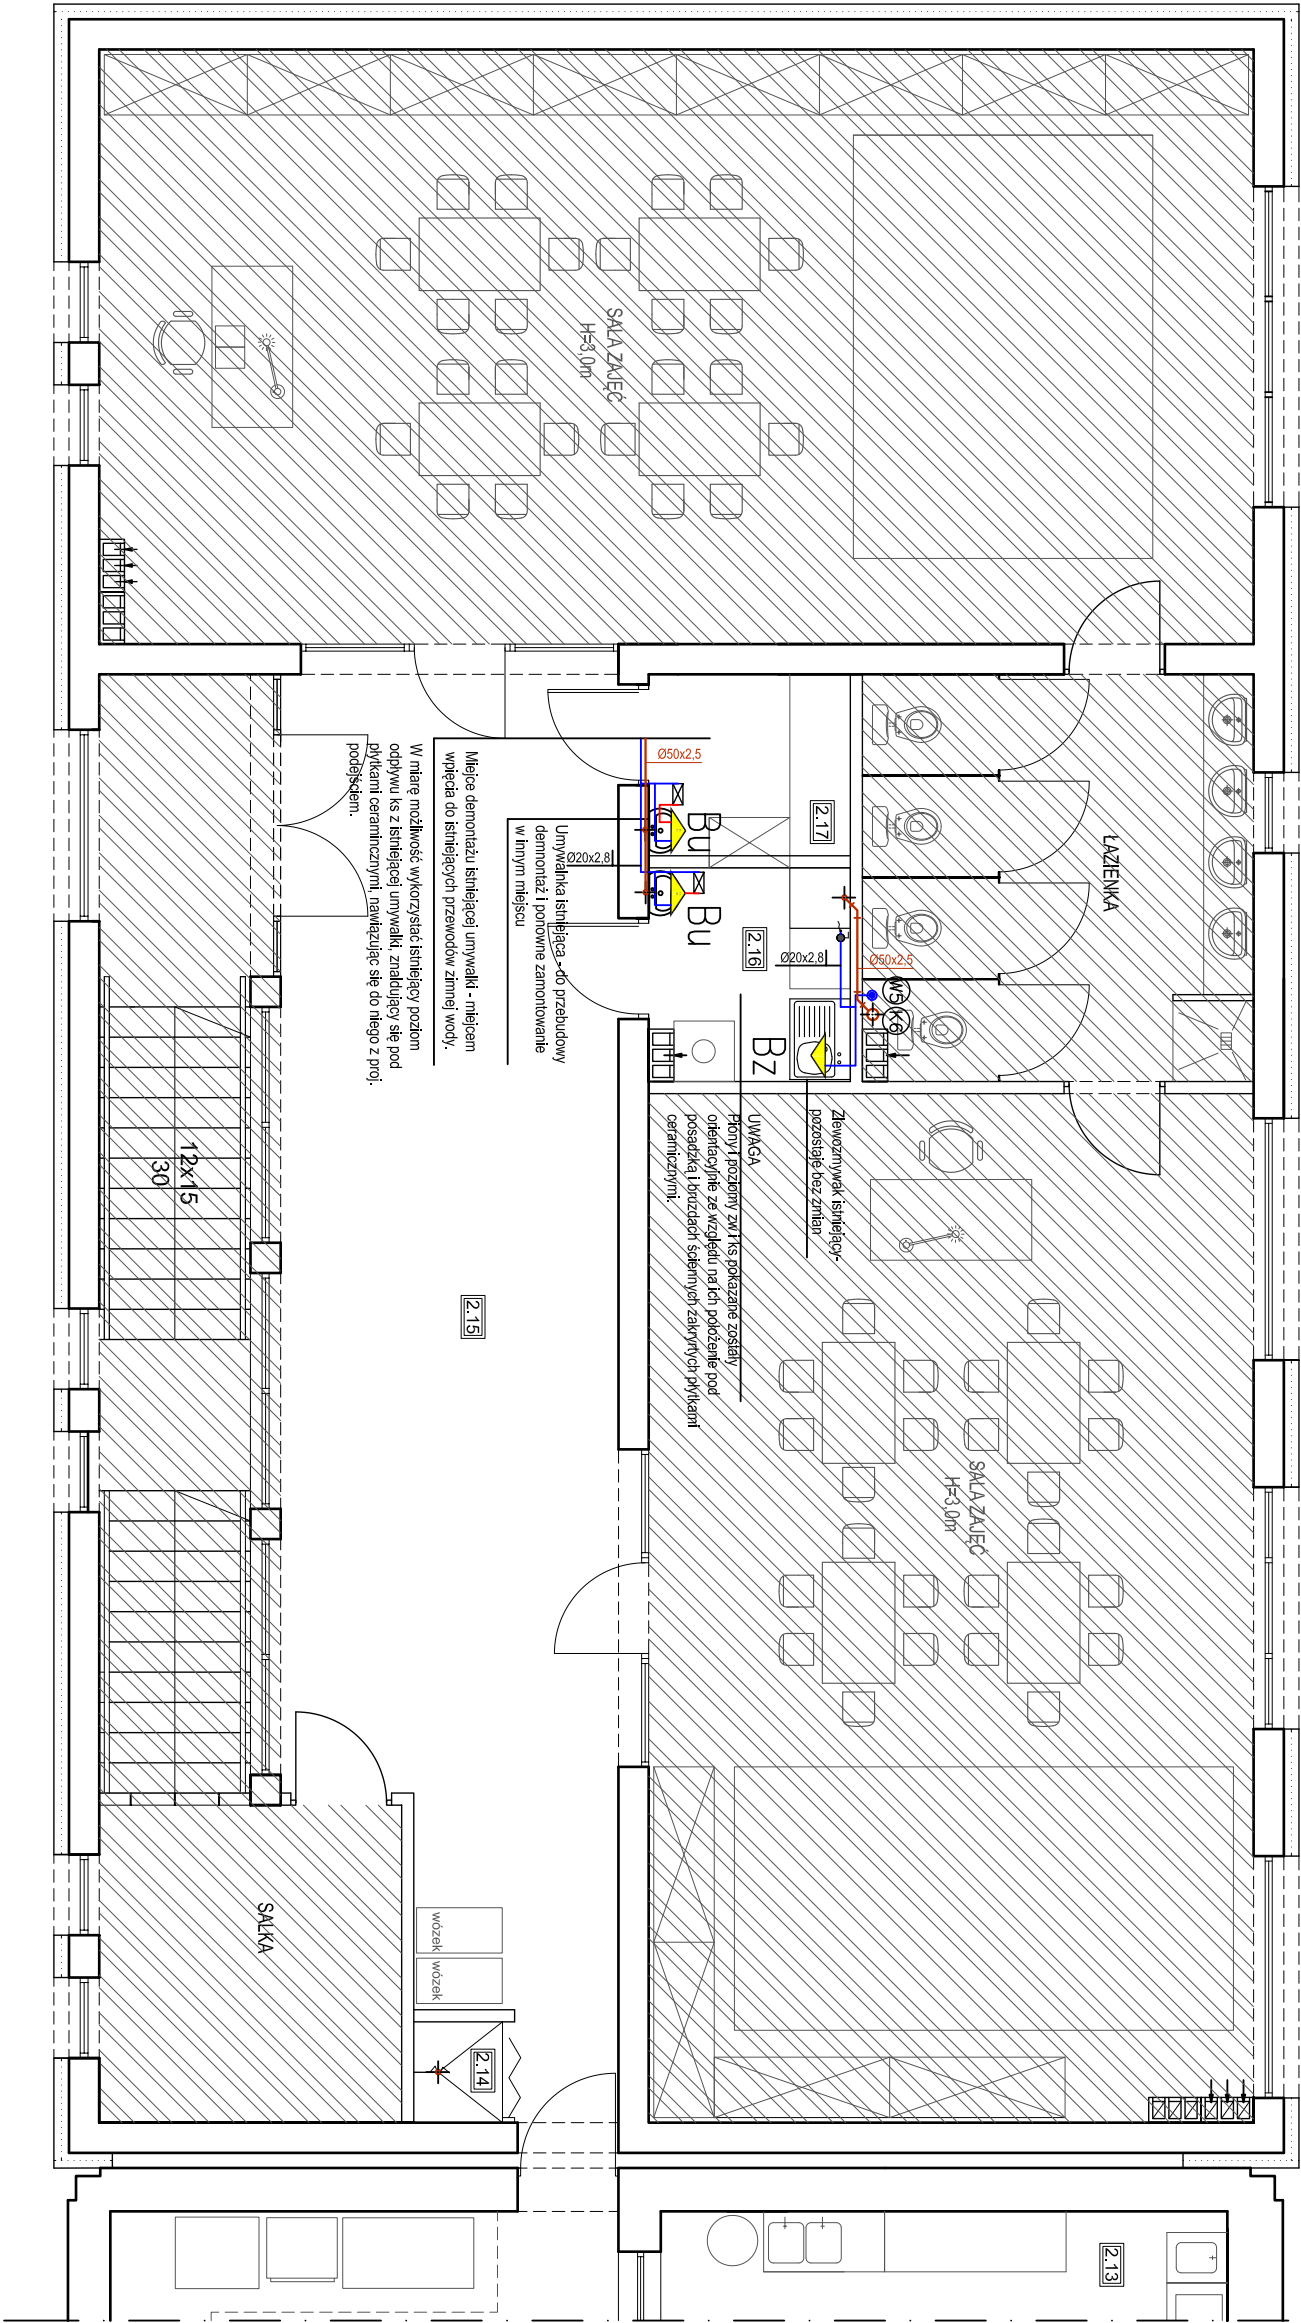 SALA ZAJĘĆ
H=3,0m
ŁAZIENKA
2.17
Bu
Bu
2.16
Ø50x2,5
Ø20x2,8
Ø20x2,8
Ø50x2,5
W5
K6
Bz
Miejce demontażu istniejącej umywalki - miejcem
wpięcia do istniejących przewodów zimnej wody.
W miarę możliwość wykorzystać istniejący poziom
odpływu ks z istniejącej umywalki, znaldujący się pod
płytkami ceramicznymi, nawiązując się do niego z proj.
podejściem.
Umywalnka istniejąca - do przebudowy
demnontaż i ponowne zamontowanie
w innym miejscu
Zlewozmywak istniejący-
pozostaje bez zmian
UWAGA
Piony i poziomy zw i ks pokazane zostały
orientacyjnie ze względu na ich położenie pod
posadzką i bruzdach ściennych zakrytych płytkami
ceramicznymi.
12x15
30
2.15
SALA ZAJĘĆ
H=3,0m
SALKA
wózek
wózek
2.14
2.13